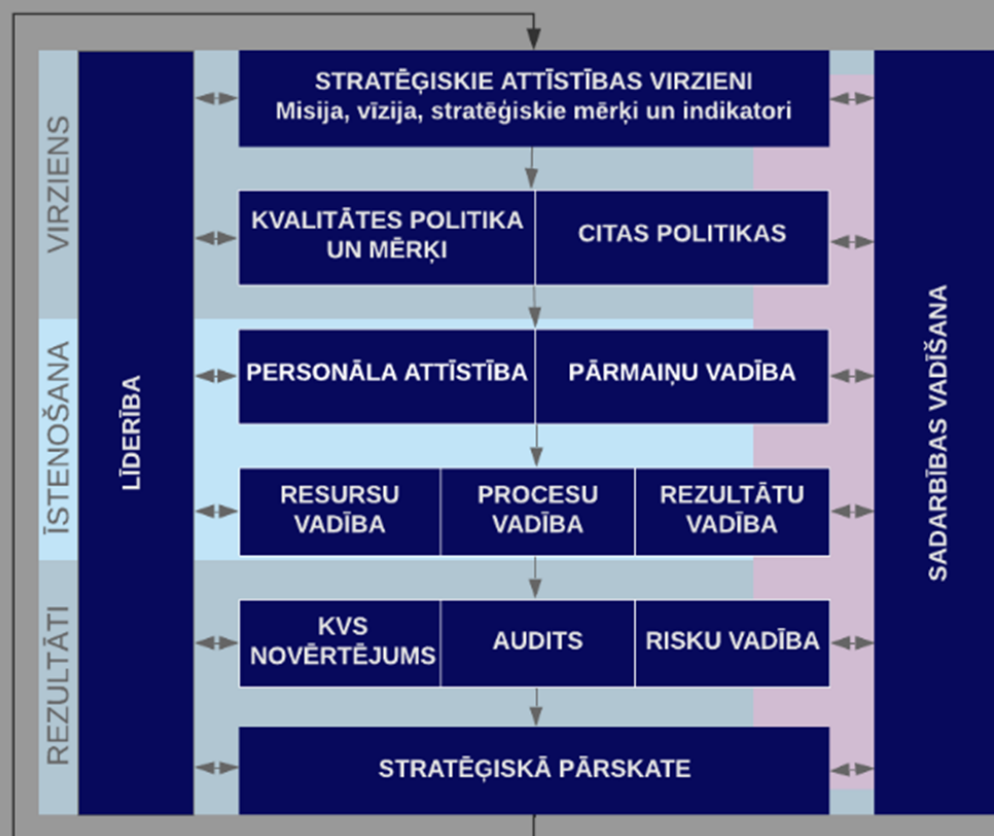 STRATĒĢISKIE ATTĪSTĪBAS VIRZIENI
Misija, vīzija, stratēģiskie mērķi un indikatori
VIRZIENS
KVALITĀTES POLITIKA
UN MĒRĶI
CITAS POLITIKAS
LĪDERĪBA
SADARBĪBAS VADĪŠANA
ĪSTENOŠANA
PERSONĀLA ATTĪSTĪBA
PĀRMAIŅU VADĪBA
RESURSU
VADĪBA
PROCESU
VADĪBA
REZULTĀTU
VADĪBA
REZULTĀTI
KVS
NOVĒRTĒJUMS
AUDITS
RISKU VADĪBA
STRATĒĢISKĀ PĀRSKATE